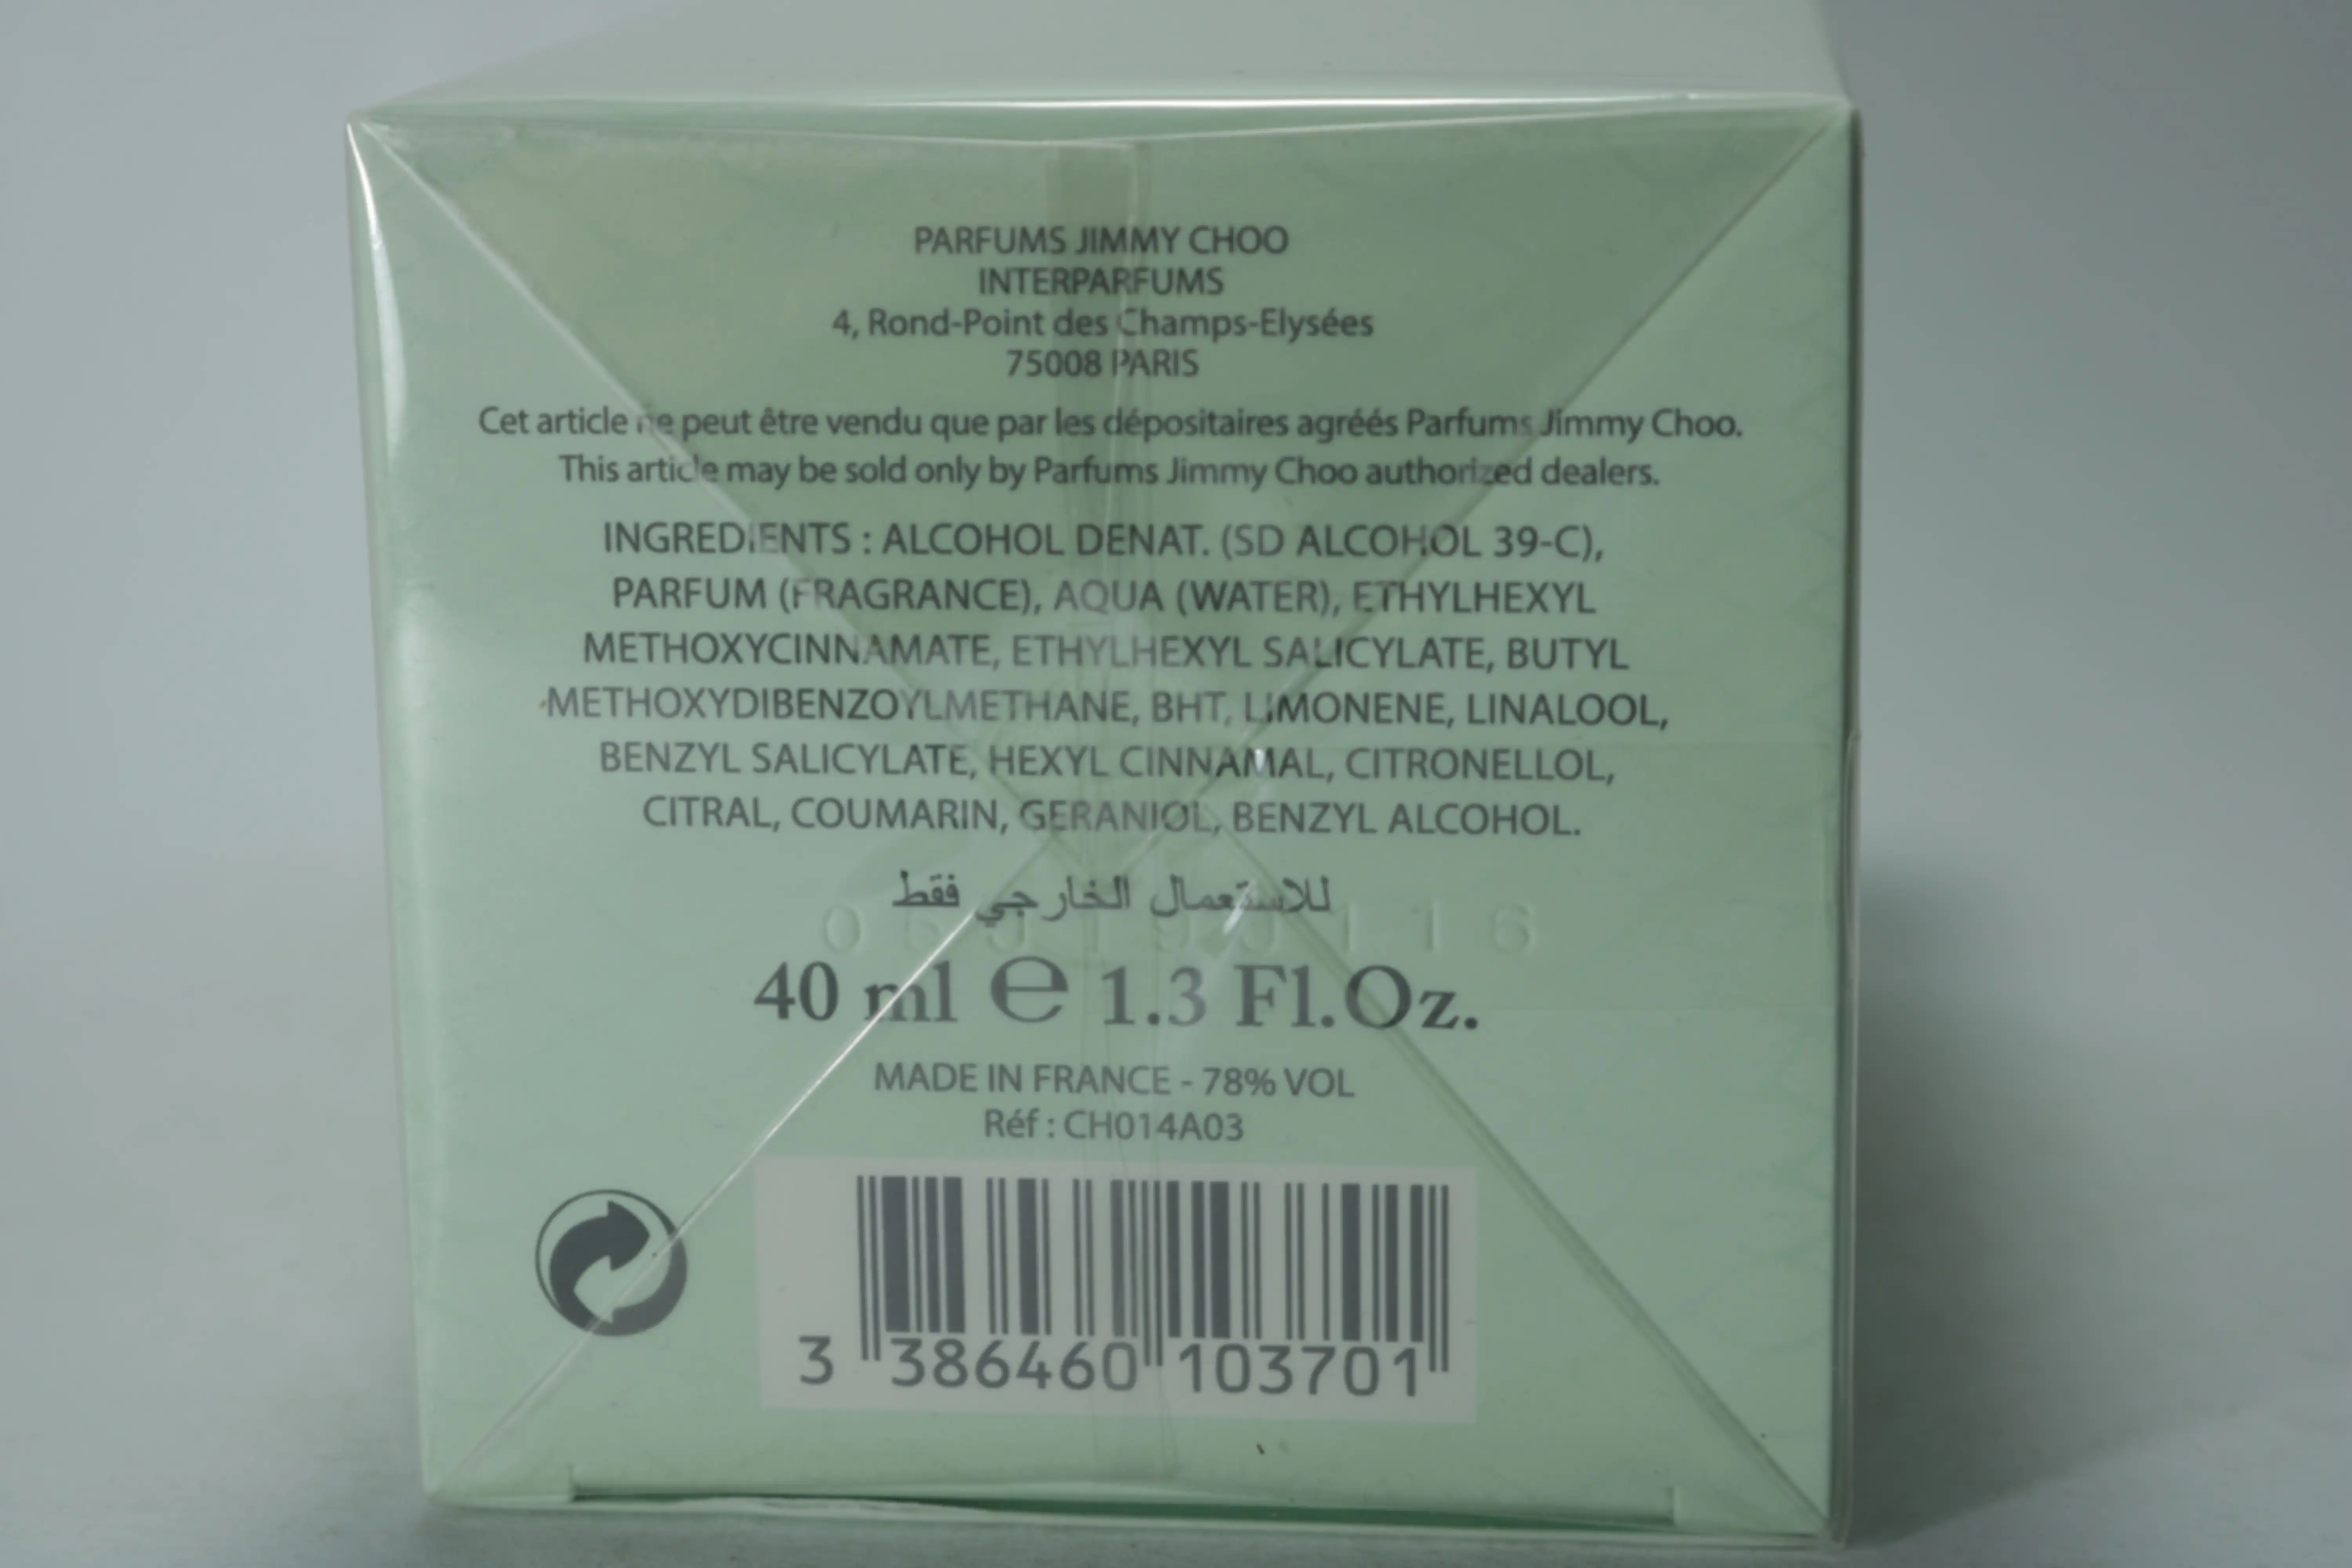 PARFUMS JIMMY CHOO
INTERPARFUMS
4, Rond-Point des Champs-Elysées
75008 PARIS
Cet article ne peut être vendu que par les dépositaires agréés Parfums Jimmy Choo.
This article may be sold only by Parfums Jimmy Choo authorized dealers.
INGREDIENTS : ALCOHOL DENAT. (SD ALCOHOL 39-C),
PARFUM (FRAGRANCE), AQUA (WATER), ETHYLHEXYL
METHOXYCINNAMATE, ETHYLHEXYL SALICYLATE, BUTYL
METHOXYDIBENZOYLMETHANE, BHT, LIMONENE, LINALOOL,
BENZYL SALICYLATE, HEXYL CINNAMAL, CITRONELLOL,
CITRAL, COUMARIN, GERANIOL, BENZYL ALCOHOL.
للاستعمال الخارجي فقط
40 ml e 1.3 Fl.Oz.
MADE IN FRANCE - 78% VOL
Réf : CH014A03
3 386460 103701